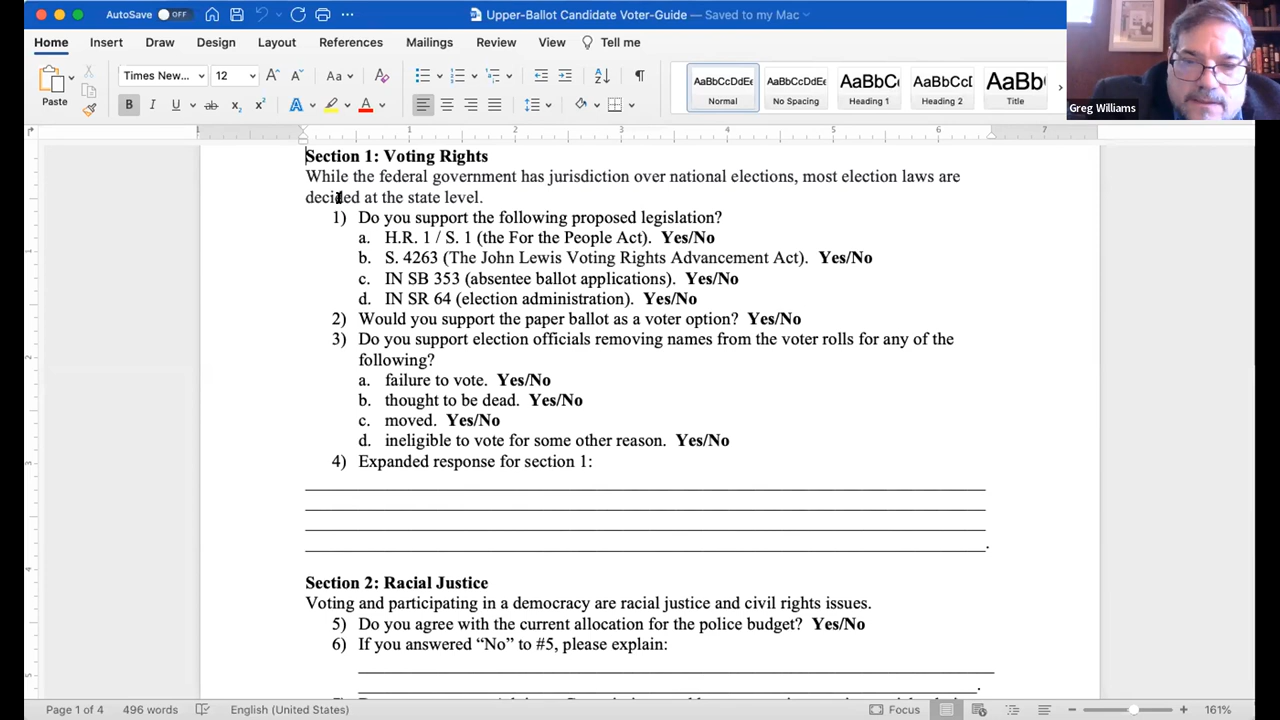 AutoSave OFF
Upper-Ballot Candidate Voter-Guide — Saved to my Mac
Home Insert Draw Design Layout References Mailings Review View Tell me
Paste
Times New... 12
AaBbCcDdEe AaBbCcDdEe AaBbC( AaBbCcI AaBb(
Normal No Spacing Heading 1 Heading 2 Title
Greg Williams
1 1 2 3 4 5 6 7
Section 1: Voting Rights
While the federal government has jurisdiction over national elections, most election laws are
decided at the state level.
1) Do you support the following proposed legislation?
a. H.R. 1 / S. 1 (the For the People Act). Yes/No
b. S. 4263 (The John Lewis Voting Rights Advancement Act). Yes/No
c. IN SB 353 (absentee ballot applications). Yes/No
d. IN SR 64 (election administration). Yes/No
2) Would you support the paper ballot as a voter option? Yes/No
3) Do you support election officials removing names from the voter rolls for any of the
following?
a. failure to vote. Yes/No
b. thought to be dead. Yes/No
c. moved. Yes/No
d. ineligible to vote for some other reason. Yes/No
4) Expanded response for section 1:
Section 2: Racial Justice
Voting and participating in a democracy are racial justice and civil rights issues.
5) Do you agree with the current allocation for the police budget? Yes/No
6) If you answered “No” to #5, please explain:
Page 1 of 4 496 words English (United States) Focus 161%